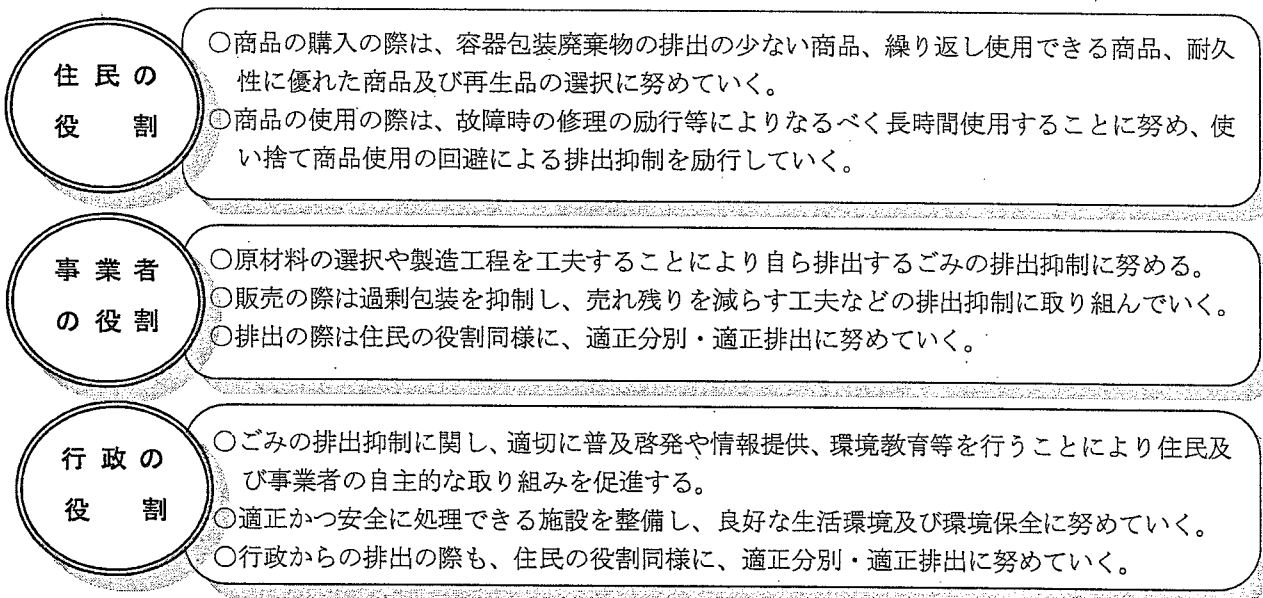 住民の
役割
○商品の購入の際は、容器包装廃棄物の排出の少ない商品、繰り返し使用できる商品、耐久
性に優れた商品及び再生品の選択に努めていく。
○商品の使用の際は、故障時の修理の励行等によりなるべく長時間使用することに努め、使
い捨て商品使用の回避による排出抑制を励行していく。
事業者
の役割
○原材料の選択や製造工程を工夫することにより自ら排出するごみの排出抑制に努める。
○販売の際は過剰包装を抑制し、売れ残りを減らす工夫などの排出抑制に取り組んでいく。
○排出の際は住民の役割同様に、適正分別・適正排出に努めていく。
行政の
役割
○ごみの排出抑制に関し、適切に普及啓発や情報提供、環境教育等を行うことにより住民及
び事業者の自主的な取り組みを促進する。
○適正かつ安全に処理できる施設を整備し、良好な生活環境及び環境保全に努めていく。
○行政からの排出の際も、住民の役割同様に、適正分別・適正排出に努めていく。